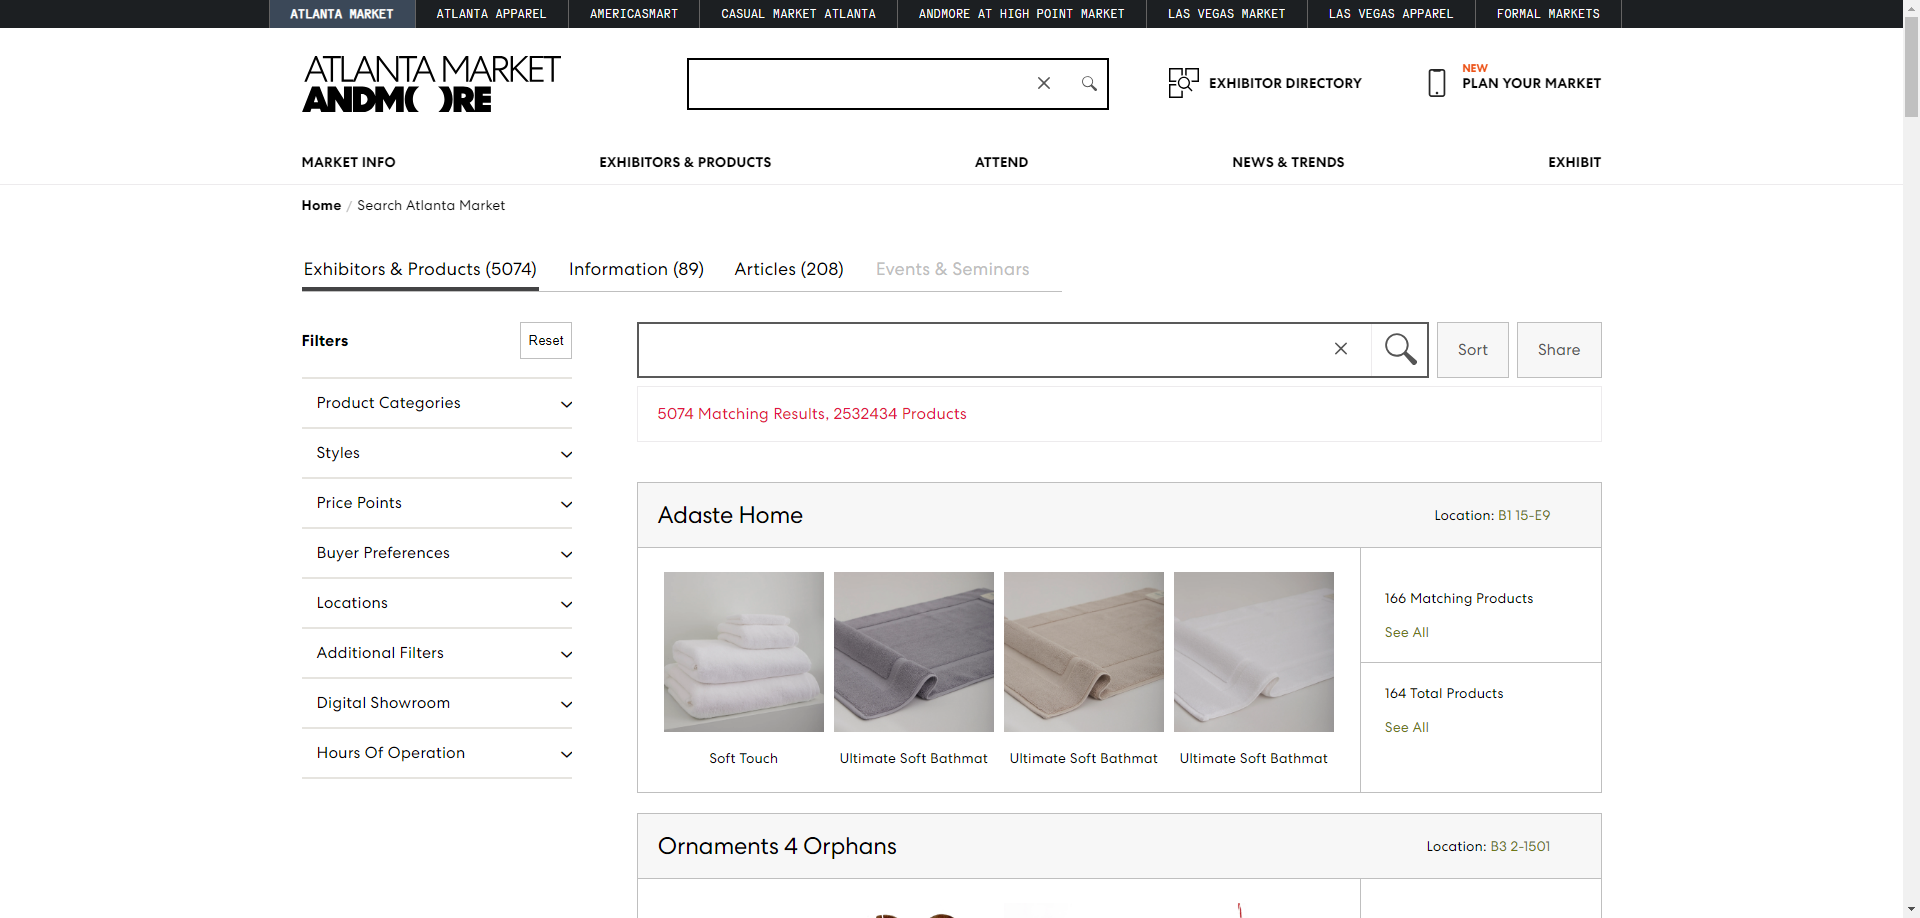 ATLANTA MARKET
ATLANTA APPAREL
AMERICASMART
CASUAL MARKET ATLANTA
ANDMORE AT HIGH POINT MARKET
LAS VEGAS MARKET
LAS VEGAS APPAREL
FORMAL MARKETS
ATLANTA MARKET
ANDMORE
EXHIBITOR DIRECTORY
NEW
PLAN YOUR MARKET
MARKET INFO
EXHIBITORS & PRODUCTS
ATTEND
NEWS & TRENDS
EXHIBIT
Home / Search Atlanta Market
Exhibitors & Products (5074)
Information (89)
Articles (208)
Events & Seminars
Filters
Reset
Product Categories
Styles
Price Points
Buyer Preferences
Locations
Additional Filters
Digital Showroom
Hours Of Operation
Sort
Share
5074 Matching Results, 2532434 Products
Adaste Home
Location: B1 15-E9
Soft Touch
Ultimate Soft Bathmat
Ultimate Soft Bathmat
Ultimate Soft Bathmat
166 Matching Products
See All
164 Total Products
See All
Ornaments 4 Orphans
Location: B3 2-1501